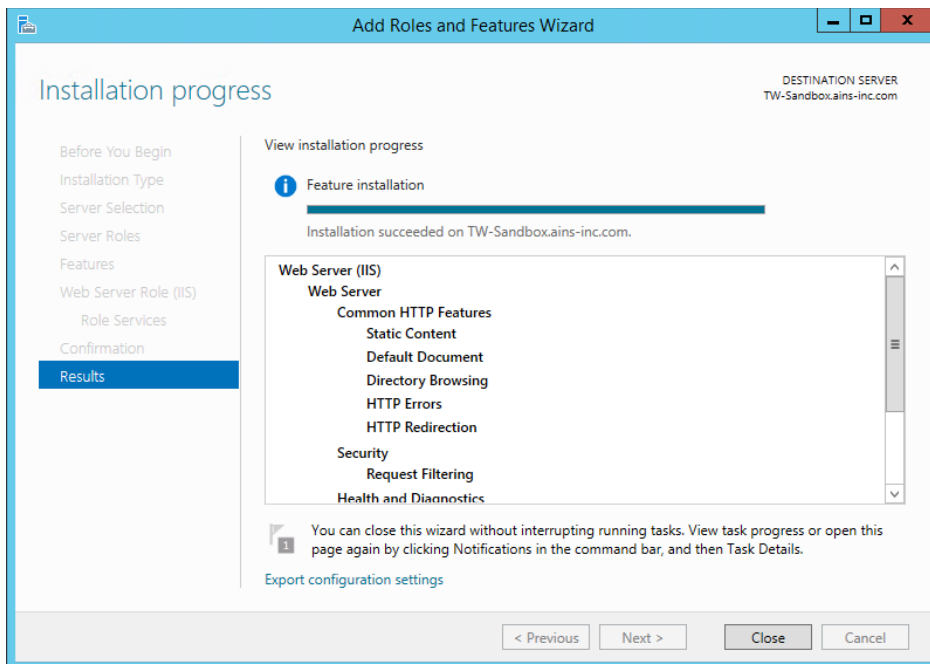 Add Roles and Features Wizard
Installation progress
DESTINATION SERVER
TW-Sandbox.ains-inc.com
Before You Begin
Installation Type
Server Selection
Server Roles
Features
Web Server Role (IIS)
Role Services
Confirmation
Results
View installation progress
Feature installation
Installation succeeded on TW-Sandbox.ains-inc.com.
Web Server (IIS)
Web Server
Common HTTP Features
Static Content
Default Document
Directory Browsing
HTTP Errors
HTTP Redirection
Security
Request Filtering
Health and Diagnostics
1
You can close this wizard without interrupting running tasks. View task progress or open this
page again by clicking Notifications in the command bar, and then Task Details.
Export configuration settings
< Previous
Next >
Close
Cancel